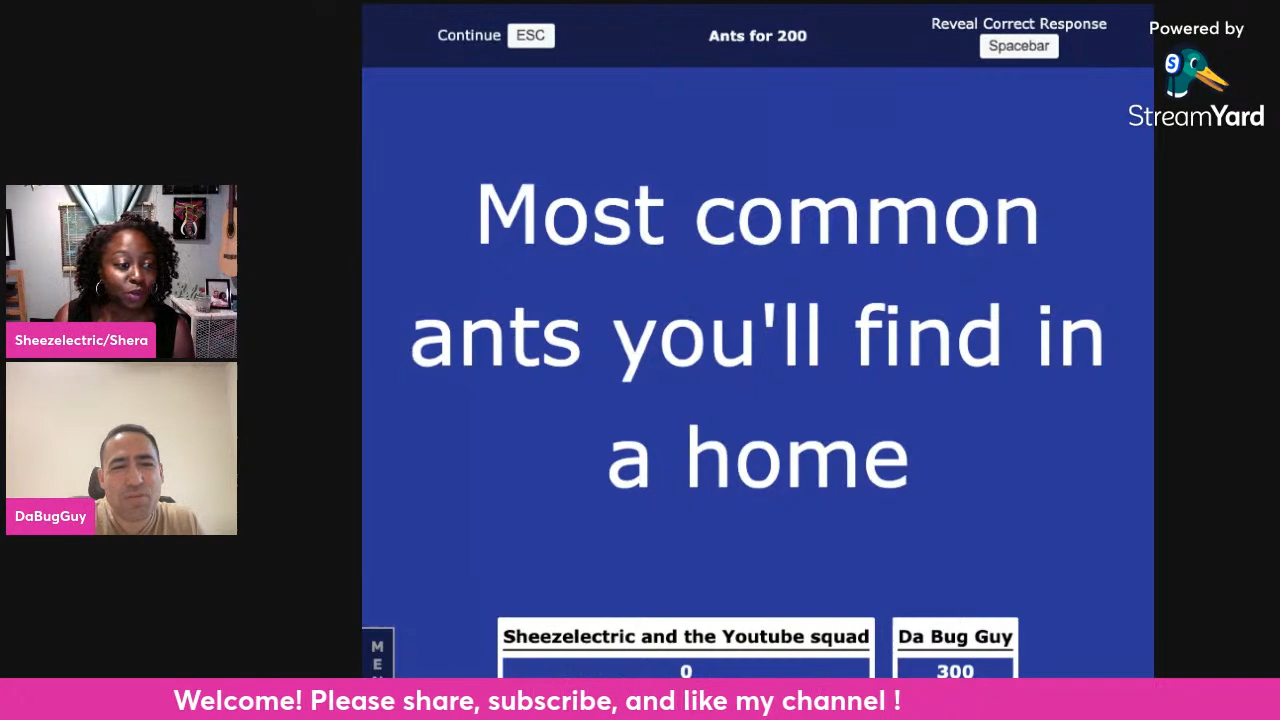 Continue ESC
Ants for 200
Reveal Correct Response
Spacebar
Powered by
StreamYard
Most common
ants you'll find in
a home
Sheezelectric/Shera
DaBugGuy
Sheezelectric and the Youtube squad
0
Da Bug Guy
300
M
E
Welcome! Please share, subscribe, and like my channel !